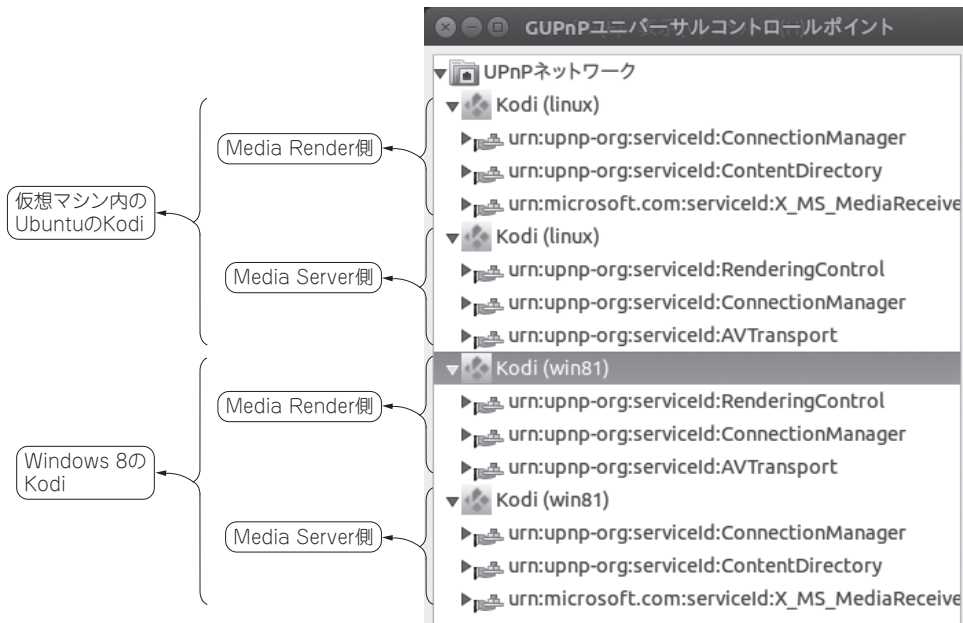 GUPnPユニバーサルコントロールポイント
UPnPネットワーク
Kodi (linux)
urn:upnp-org:serviceId:ConnectionManager
urn:upnp-org:serviceId:ContentDirectory
urn:microsoft.com:serviceId:X_MS_MediaReceive
Kodi (linux)
urn:upnp-org:serviceId:RenderingControl
urn:upnp-org:serviceId:ConnectionManager
urn:upnp-org:serviceId:AVTransport
Kodi (win81)
urn:upnp-org:serviceId:RenderingControl
urn:upnp-org:serviceId:ConnectionManager
urn:upnp-org:serviceId:AVTransport
Kodi (win81)
urn:upnp-org:serviceId:ConnectionManager
urn:upnp-org:serviceId:ContentDirectory
urn:microsoft.com:serviceId:X_MS_MediaReceive
仮想マシン内の
UbuntuのKodi
Media Render側
Media Server側
Windows 8の
Kodi
Media Render側
Media Server側